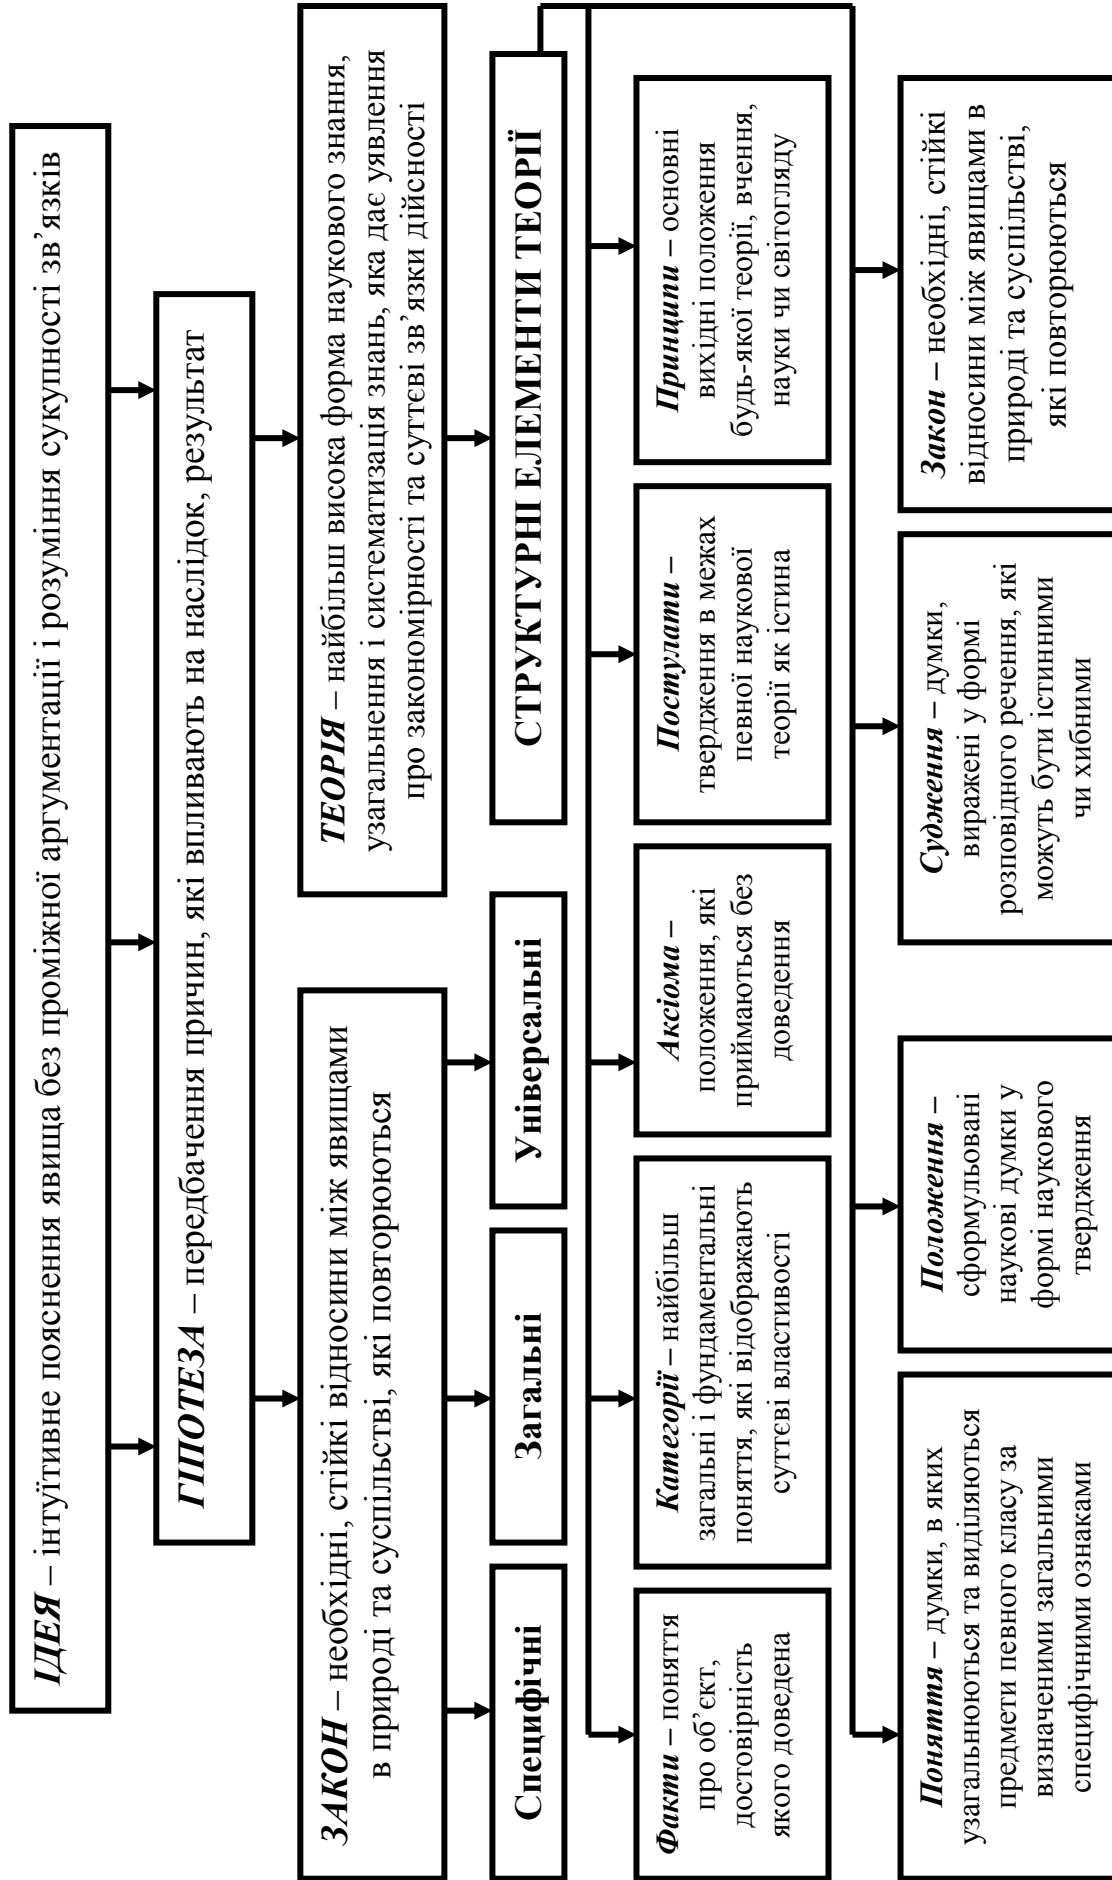 ІДЕЯ – інтуїтивне пояснення явища без проміжної аргументації і розуміння сукупності зв’язків
ГІПОТЕЗА – передбачення причин, які впливають на наслідок, результат
ЗАКОН – необхідні, стійкі відносини між явищами
в природі та суспільстві, які повторюються
ТЕОРІЯ – найбільш висока форма наукового знання,
узагальнення і систематизація знань, яка дає уявлення
про закономірності та суттєві зв’язки дійсності
Специфічні
Загальні
Універсальні
СТРУКТУРНІ ЕЛЕМЕНТИ ТЕОРІЇ
Факти – поняття
про об’єкт,
достовірність
якого доведена
Категорії – найбільш
загальні і фундаментальні
поняття, які відображають
суттєві властивості
Аксіома –
положення, які
приймаються без
доведення
Постулати –
твердження в межах
певної наукової
теорії як істина
Принципи – основні
вихідні положення
будь-якої теорії, вчення,
науки чи світогляду
Поняття – думки, в яких
узагальнюються та виділяються
предмети певного класу за
визначеними загальними
специфічними ознаками
Положення –
сформульовані
наукові думки у
формі наукового
твердження
Судження – думки,
виражені у формі
розповідного речення, які
можуть бути істинними
чи хибними
Закон – необхідні, стійкі
відносини між явищами в
природі та суспільстві,
які повторюються